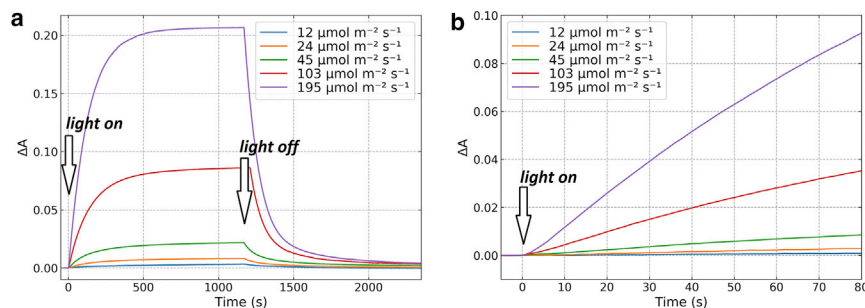 a
0.20
0.15
0.10
0.05
0.00
ΔA
12 μmol m⁻² s⁻¹
24 μmol m⁻² s⁻¹
45 μmol m⁻² s⁻¹
103 μmol m⁻² s⁻¹
195 μmol m⁻² s⁻¹
light on
light off
0 500 1000 1500 2000
Time (s)
b
0.10
0.08
0.06
0.04
0.02
0.00
ΔA
12 μmol m⁻² s⁻¹
24 μmol m⁻² s⁻¹
45 μmol m⁻² s⁻¹
103 μmol m⁻² s⁻¹
195 μmol m⁻² s⁻¹
light on
0 10 20 30 40 50 60 70 80
Time (s)